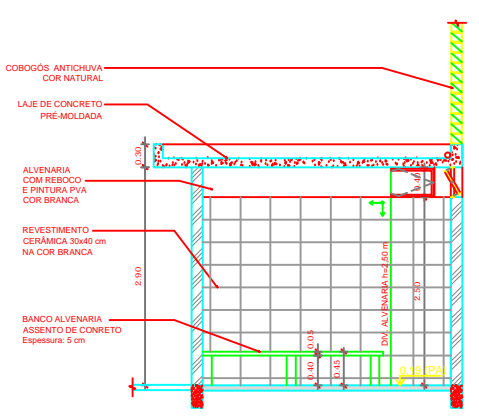 COBOGÓS ANTICHUVA
COR NATURAL
LAJE DE CONCRETO
PRÉ-MOLDADA
0.30
ALVENARIA
COM REBOCO
E PINTURA PVA
COR BRANCA
0.40
REVESTIMENTO
CERÂMICA 30x40 cm
NA COR BRANCA
2.90
DIV. ALVENARIA h=2,50 m
2.50
BANCO ALVENARIA
ASSENTO DE CONRETO
Espessura: 5 cm
0.05
0.40
0.45